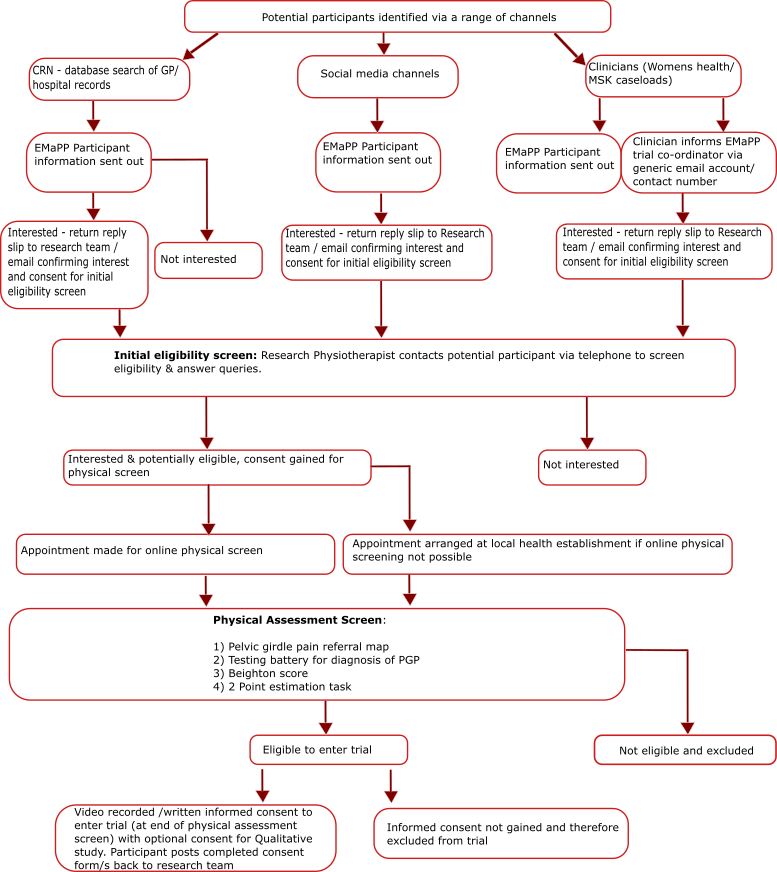 Potential participants identified via a range of channels
CRN - database search of GP/
hospital records
Social media channels
Clinicians (Womens health/
MSK caseloads)
EMaPP Participant
information sent out
EMaPP Participant
information sent out
EMaPP Participant
information sent out
Clinician informs EMaPP
trial co-ordinator via
generic email account/
contact number
Interested - return reply
slip to research team /
email confirming interest
and consent for initial
eligibility screen
Not interested
Interested - return reply slip to Research
team / email confirming interest and
consent for initial eligibility screen
Interested - return reply slip to Research
team / email confirming interest and
consent for initial eligibility screen
Initial eligibility screen: Research Physiotherapist contacts potential participant via telephone to screen
eligibility & answer queries.
Interested & potentially eligible, consent gained for
physical screen
Not interested
Appointment made for online physical screen
Appointment arranged at local health establishment if online physical
screening not possible
Physical Assessment Screen:
1) Pelvic girdle pain referral map
2) Testing battery for diagnosis of PGP
3) Beighton score
4) 2 Point estimation task
Eligible to enter trial
Not eligible and excluded
Video recorded /written informed consent to
enter trial (at end of physical assessment
screen) with optional consent for Qualitative
study. Participant posts completed consent
form/s back to research team
Informed consent not gained and therefore
excluded from trial